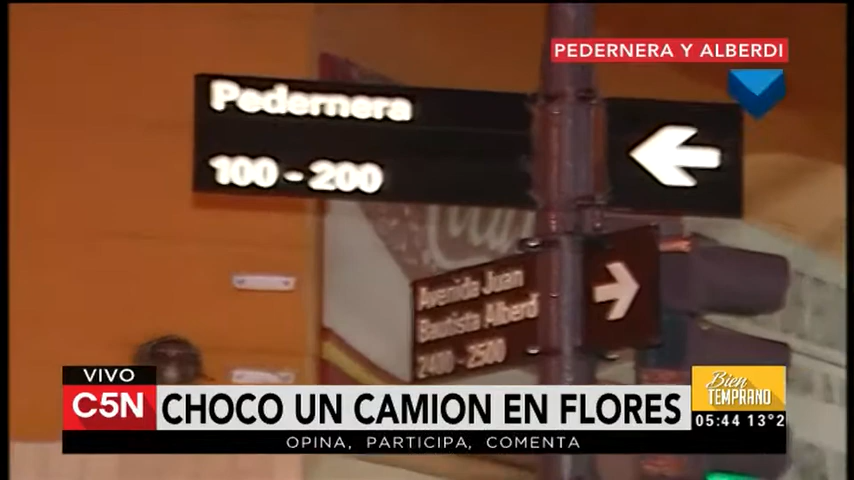 PEDERNERA Y ALBERDI
Pedernera
100 - 200
Avenida Juan
Bautista Alberdi
2400 - 2500
VIVO
C5N
CHOCO UN CAMION EN FLORES
Bien
TEMPRANO
05:44 13°2
OPINA, PARTICIPA, COMENTA